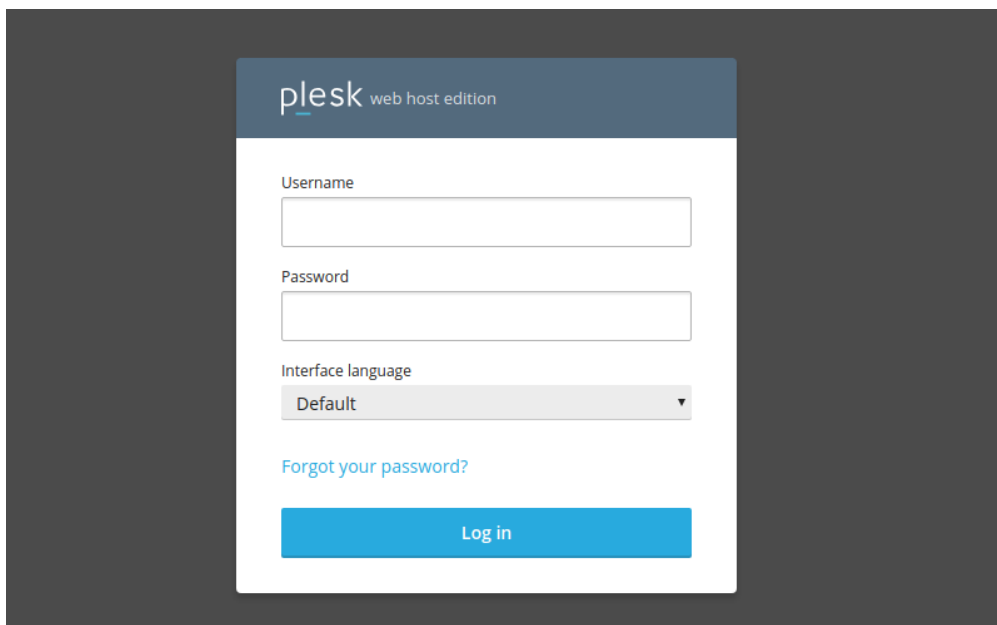 plesk web host edition
Username
Password
Interface language
Default
Forgot your password?
Log in